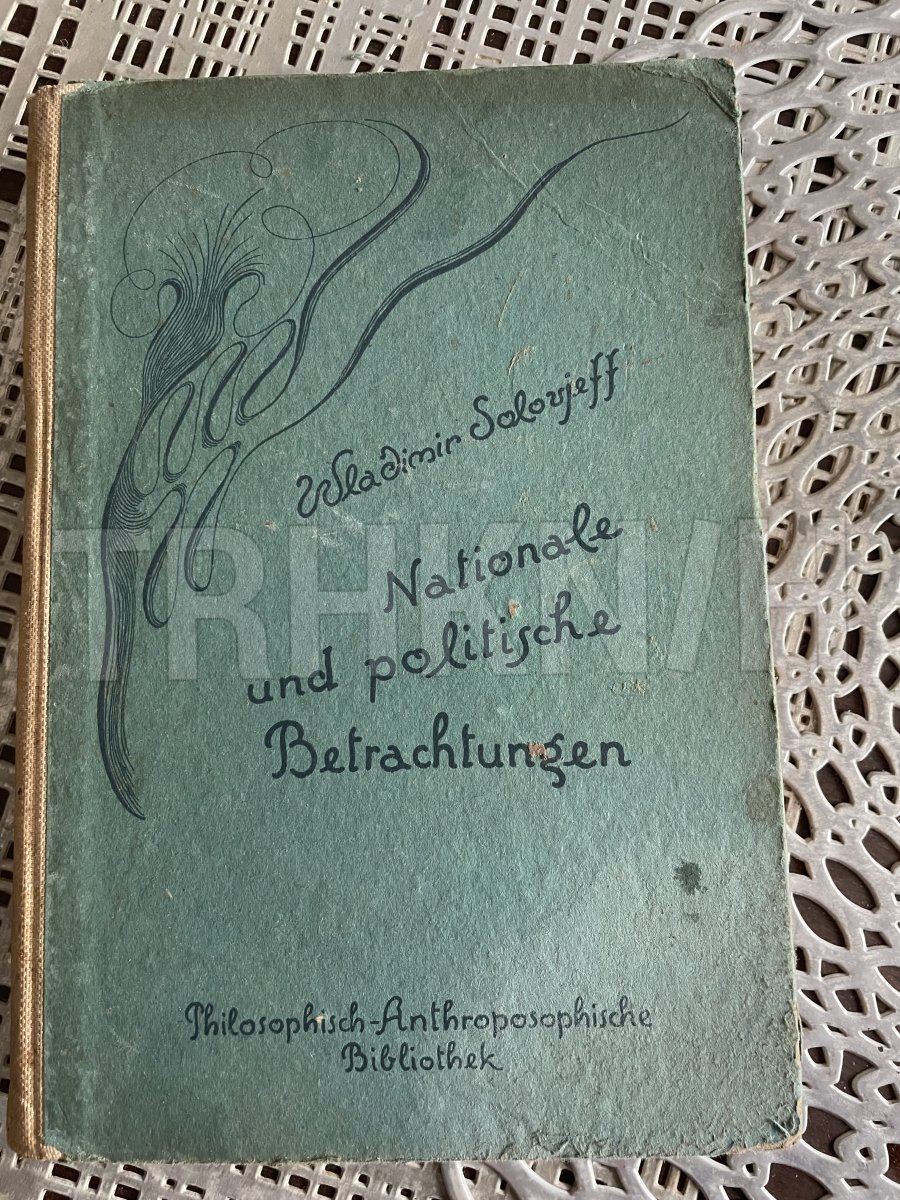 Wladimir Solovjeff
Nationale
und politische
Betrachtungen
Philosophisch-Anthroposophische
Bibliothek